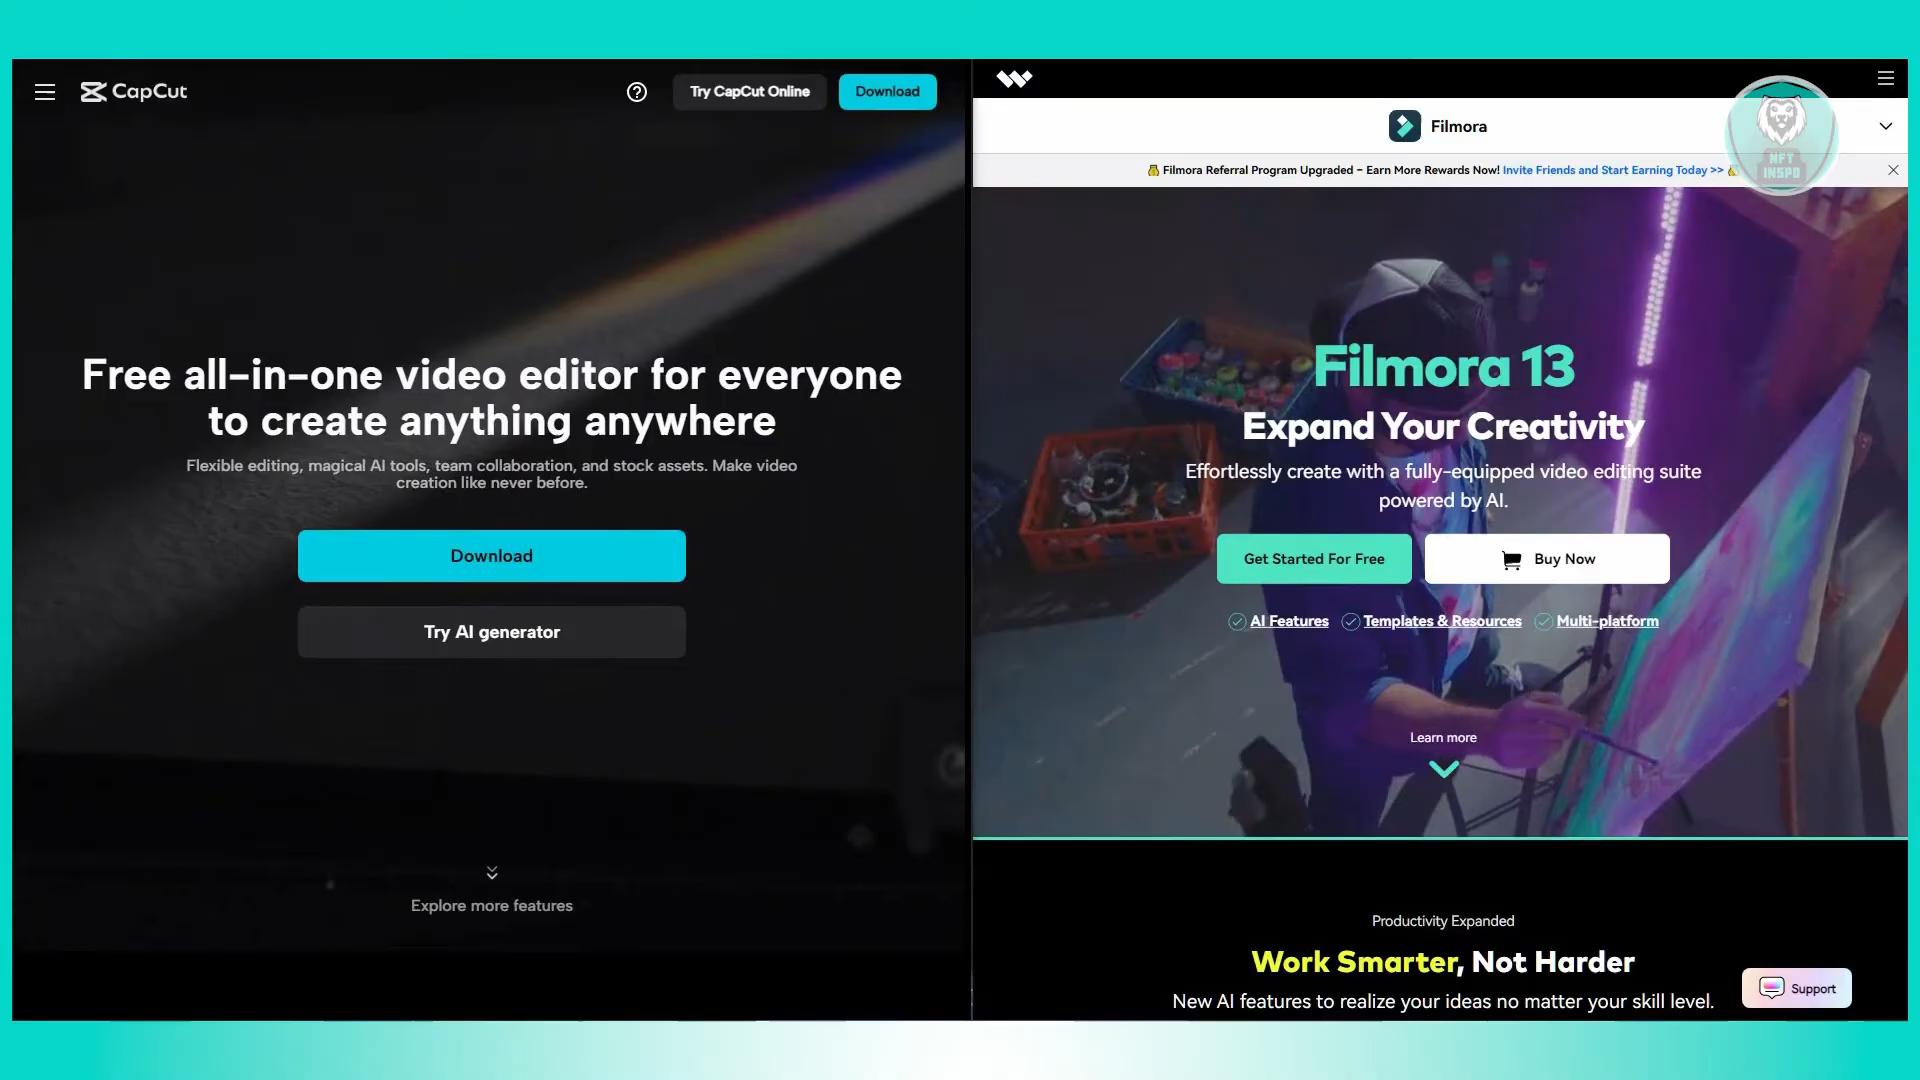 CapCut
Try CapCut Online
Download
Free all-in-one video editor for everyone
to create anything anywhere
Flexible editing, magical AI tools, team collaboration, and stock assets. Make video
creation like never before.
Download
Try AI generator
Explore more features
Filmora
Filmora Referral Program Upgraded – Earn More Rewards Now! Invite Friends and Start Earning Today >>
NFT
INSPO
Filmora 13
Expand Your Creativity
Effortlessly create with a fully-equipped video editing suite
powered by AI.
Get Started For Free
Buy Now
AI Features
Templates & Resources
Multi-platform
Learn more
Productivity Expanded
Work Smarter, Not Harder
New AI features to realize your ideas no matter your skill level.
Support